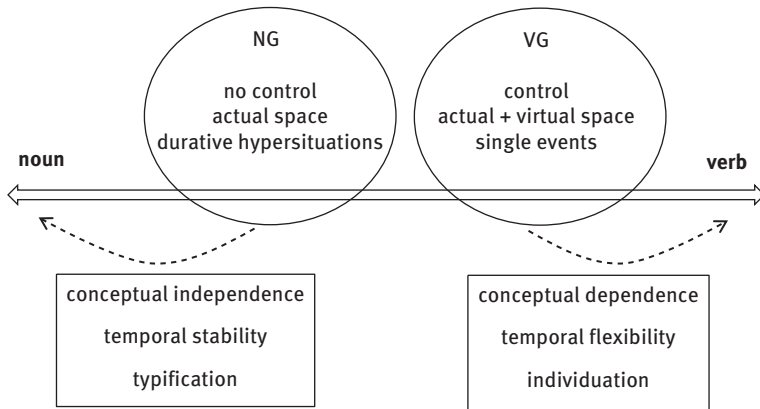 NG
no control
actual space
durative hypersituations
VG
control
actual + virtual space
single events
noun
verb
conceptual independence
temporal stability
typification
conceptual dependence
temporal flexibility
individuation